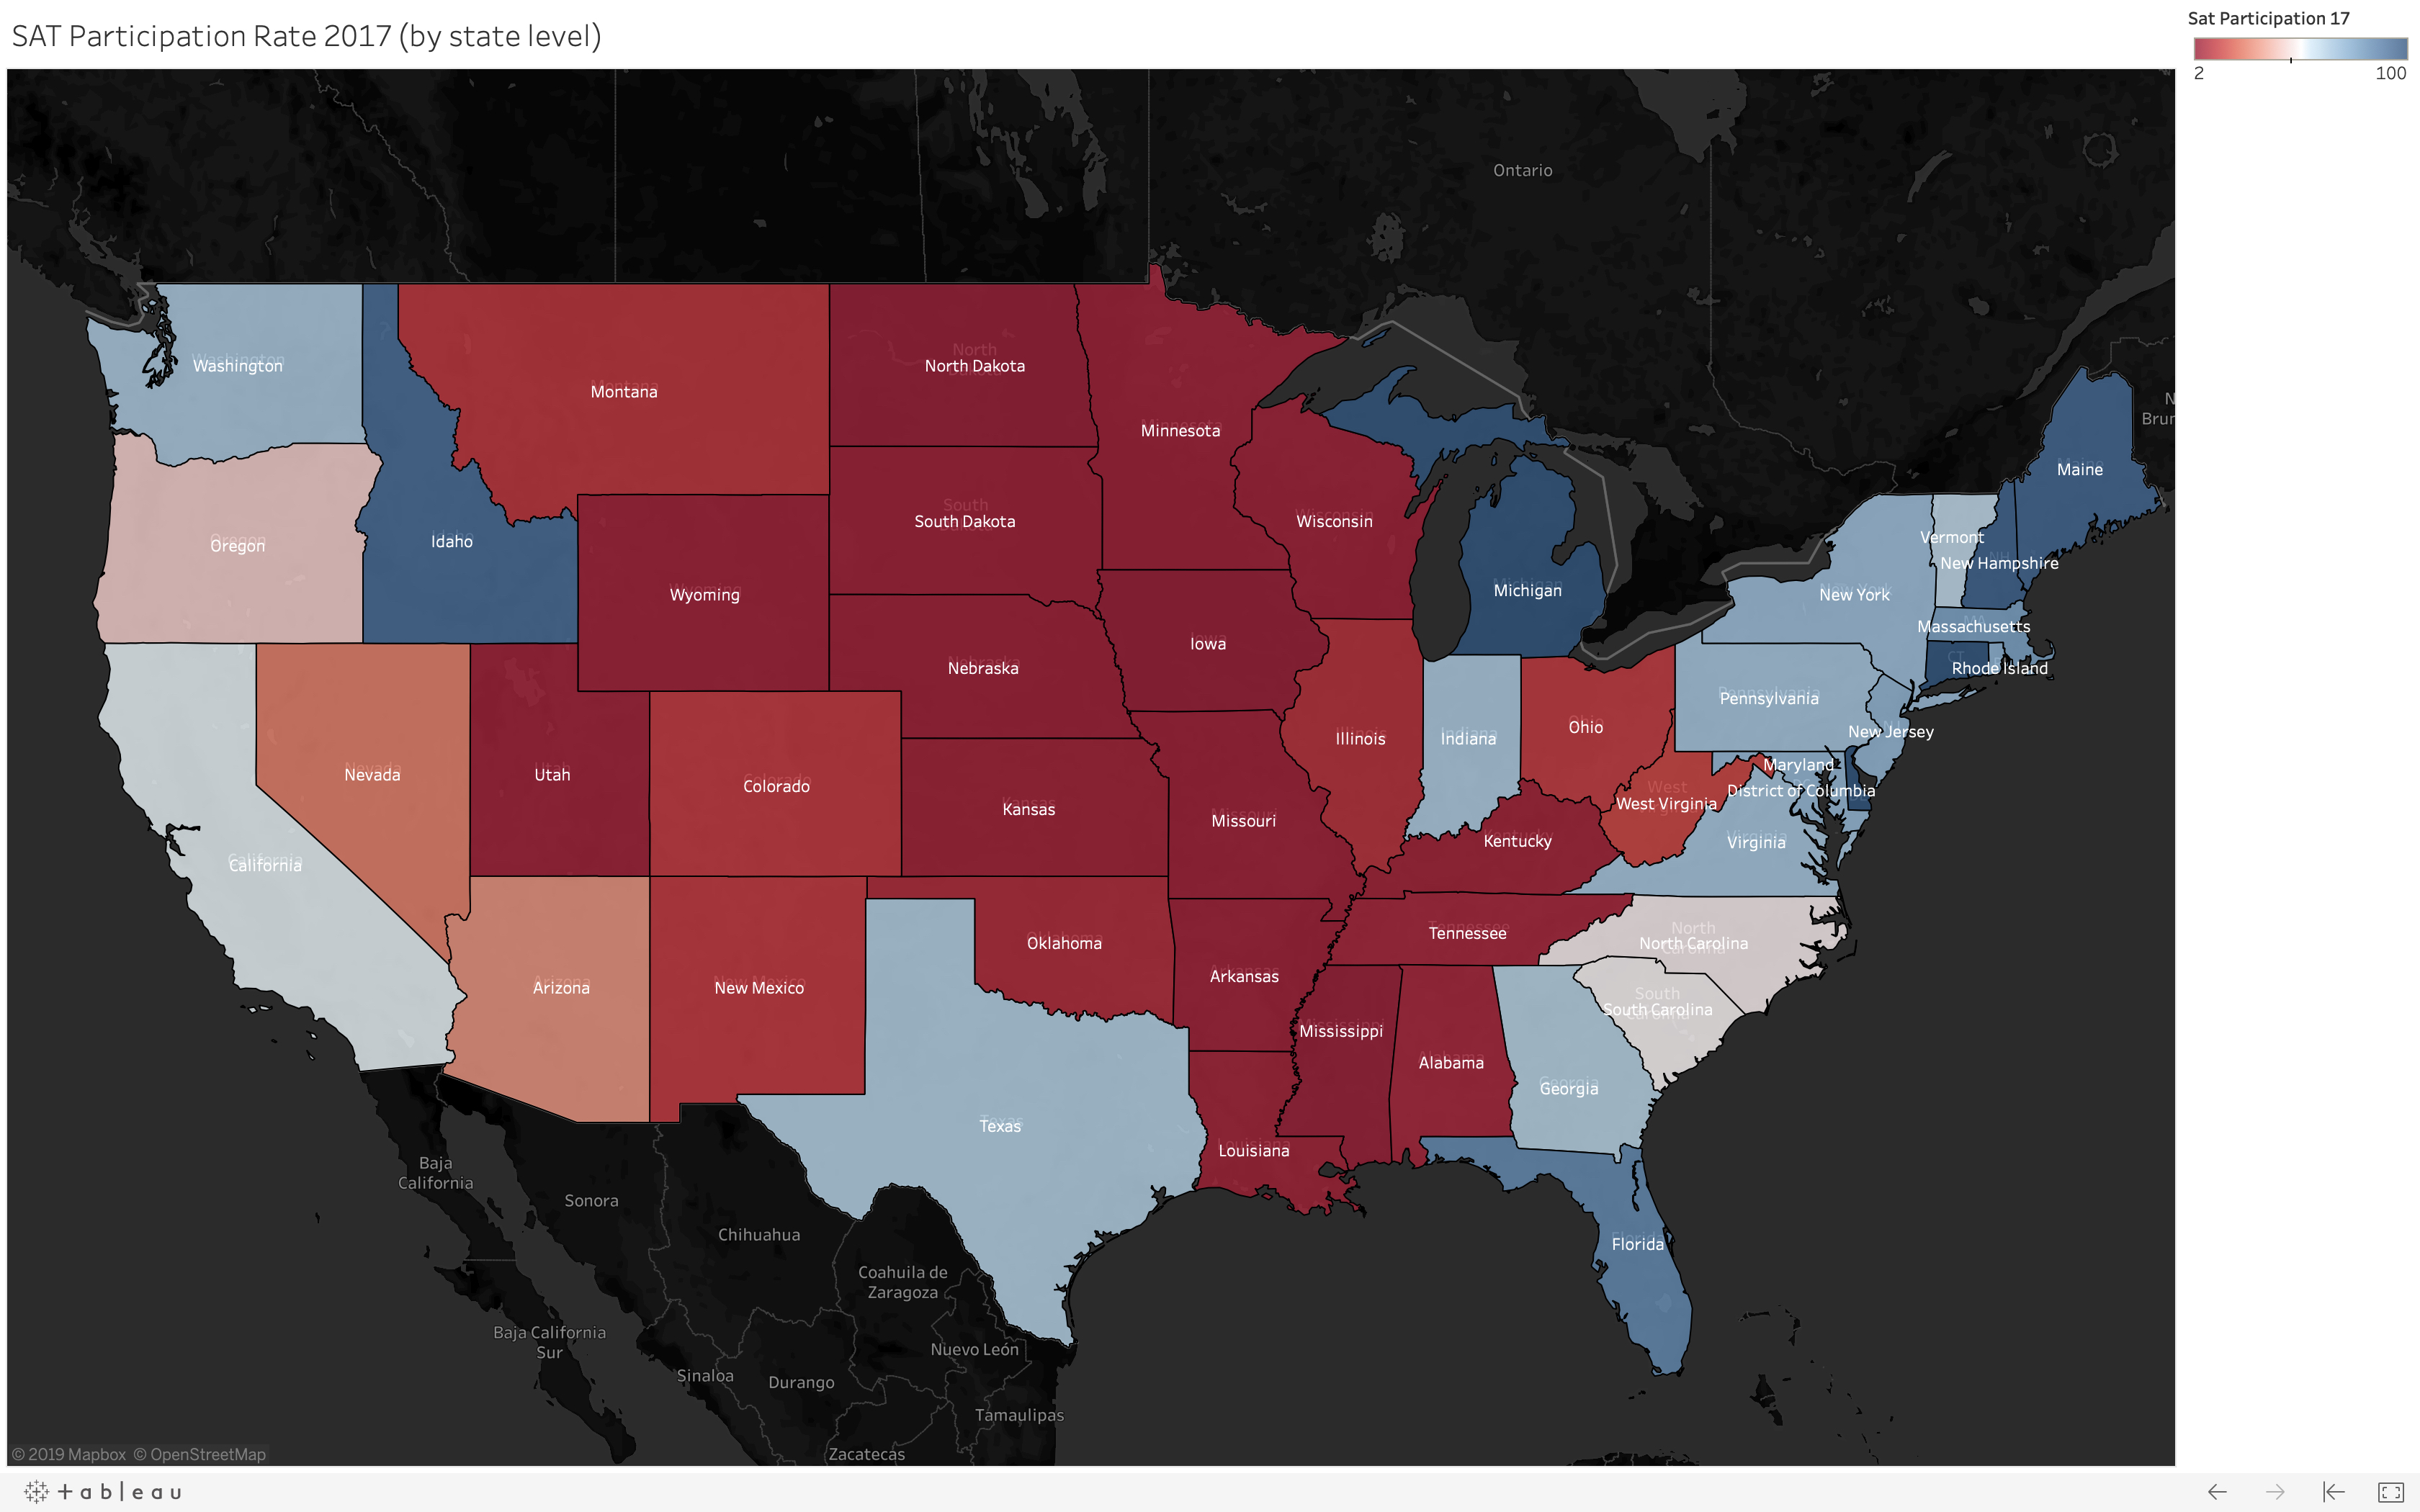 SAT Participation Rate 2017 (by state level)
Sat Participation 17
2
100
Ontario
N
Brun
Washington
Montana
North Dakota
Minnesota
Maine
Oregon
Idaho
South Dakota
Wisconsin
Vermont
New Hampshire
Wyoming
Michigan
New York
Massachusetts
CT
Rhode Island
Iowa
Nebraska
Pennsylvania
Nevada
Utah
Colorado
Illinois
Indiana
Ohio
New Jersey
Maryland
District of Columbia
Kansas
Missouri
Kentucky
West Virginia
Virginia
California
Oklahoma
Tennessee
North Carolina
Arizona
New Mexico
Arkansas
South Carolina
Mississippi
Alabama
Georgia
Texas
Louisiana
Florida
Baja
California
Sonora
Chihuahua
Coahuila de
Zaragoza
Baja California
Sur
Nuevo León
Sinaloa
Durango
Tamaulipas
Zacatecas
© 2019 Mapbox © OpenStreetMap
+ a b l e a u